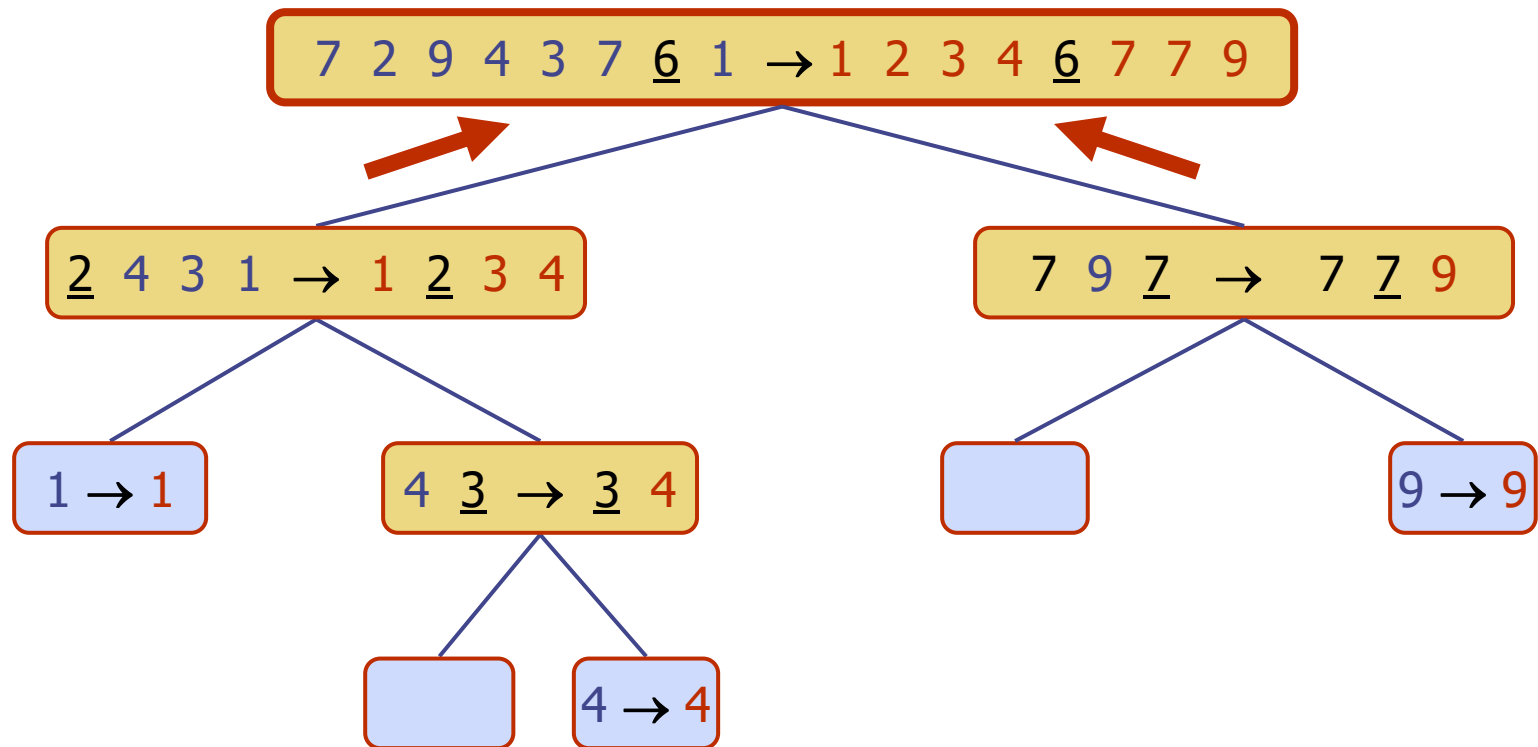 7 2 9 4 3 7 6 1 → 1 2 3 4 6 7 7 9
2 4 3 1 → 1 2 3 4
7 9 7 → 7 7 9
1 → 1
4 3 → 3 4
9 → 9
4 → 4